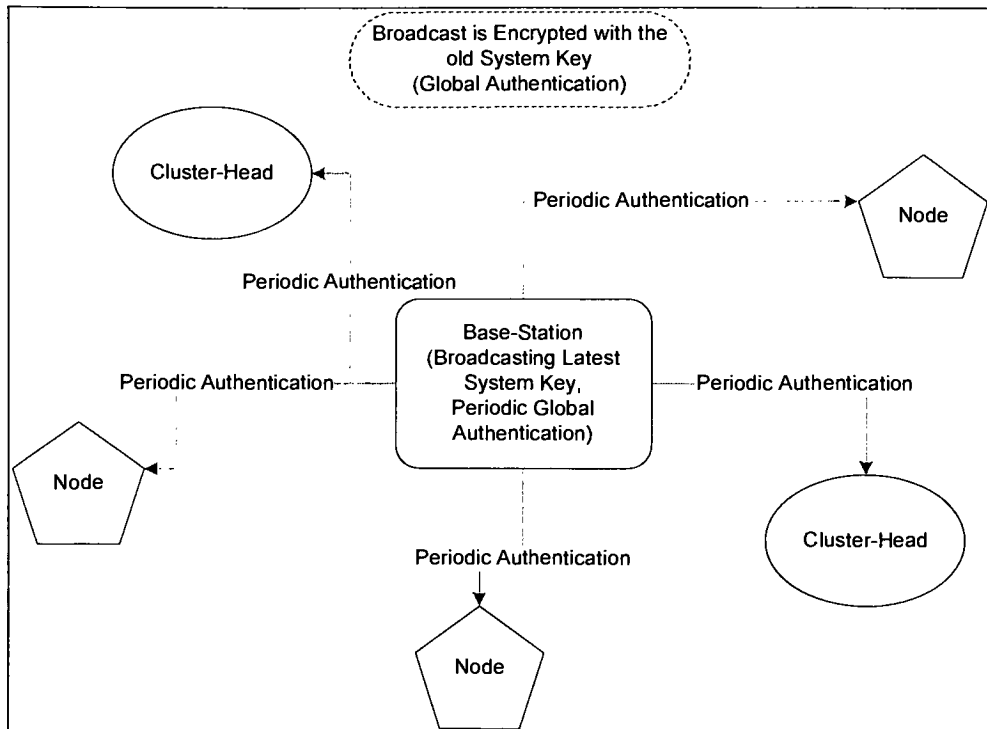 Broadcast is Encrypted with the
old System Key
(Global Authentication)
Cluster-Head
Periodic Authentication
Node
Periodic Authentication
Base-Station
(Broadcasting Latest
System Key,
Periodic Global
Authentication)
Periodic Authentication
Periodic Authentication
Node
Cluster-Head
Periodic Authentication
Node